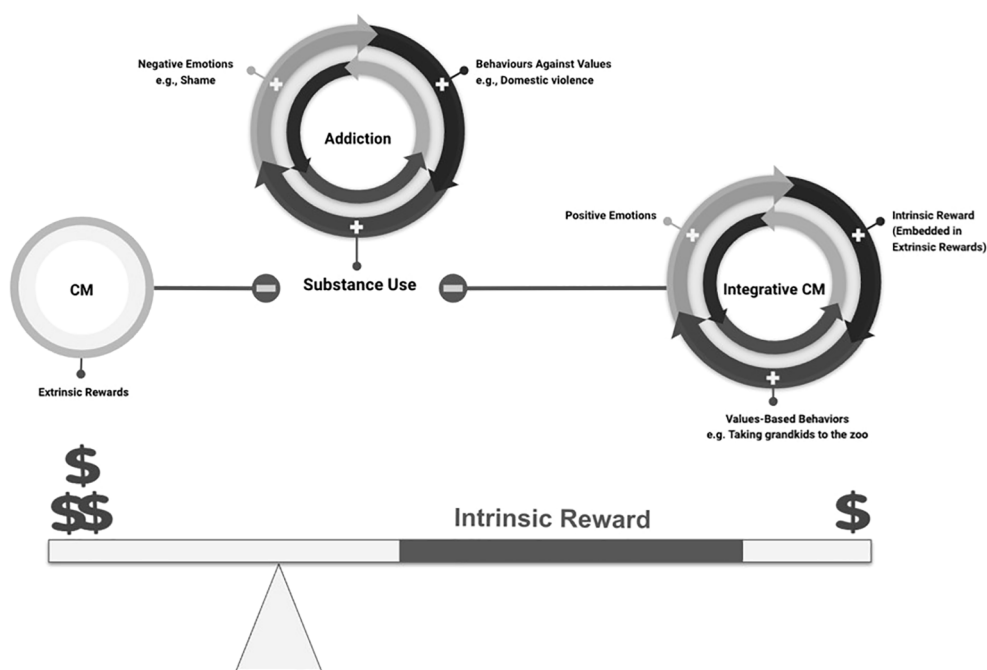 Negative Emotions
e.g., Shame
Behaviours Against Values
e.g., Domestic violence
Addiction
Substance Use
CM
Extrinsic Rewards
Positive Emotions
Intrinsic Reward
(Embedded in
Extrinsic Rewards)
Integrative CM
Values-Based Behaviors
e.g. Taking grandkids to the zoo
$
$$
Intrinsic Reward
$